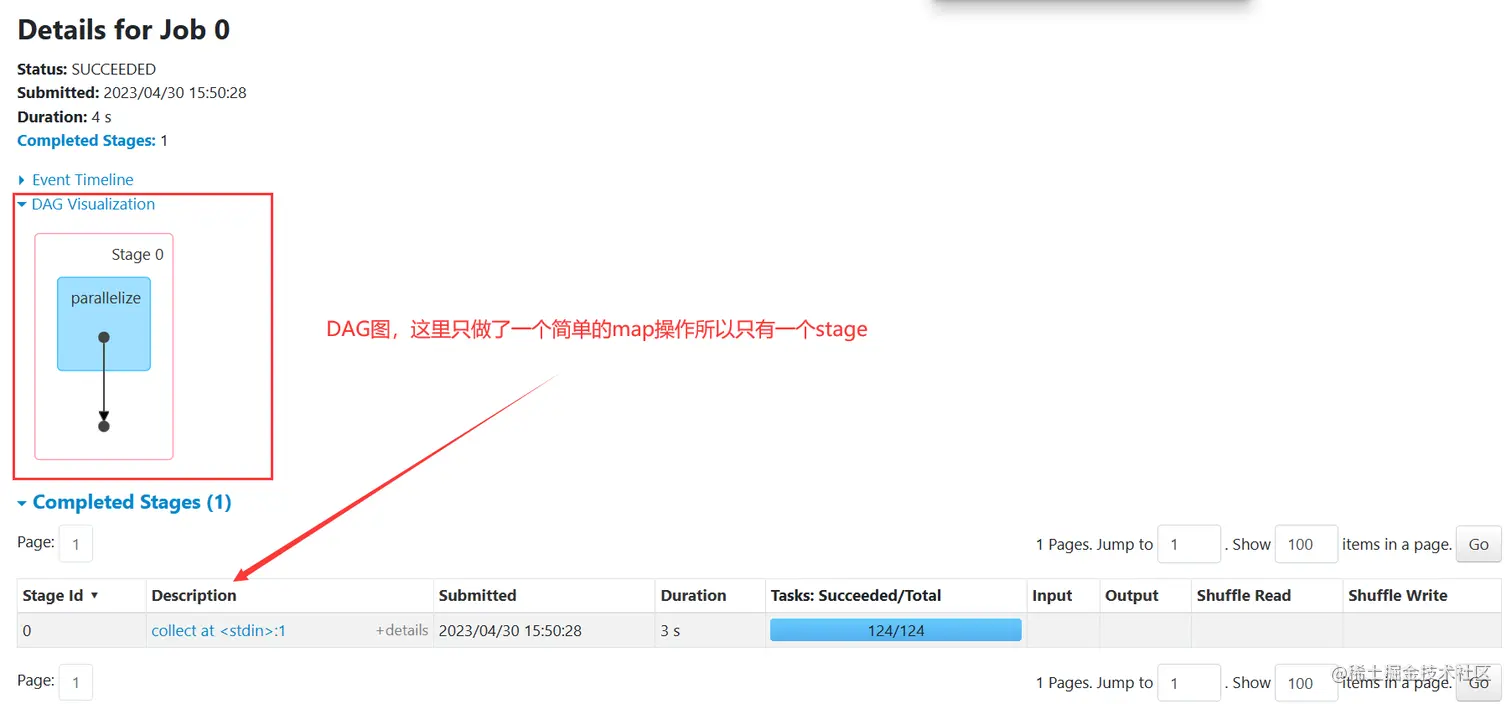 Details for Job 0
Status: SUCCEEDED
Submitted: 2023/04/30 15:50:28
Duration: 4 s
Completed Stages: 1
Event Timeline
DAG Visualization
Stage 0
parallelize
DAG图，这里只做了一个简单的map操作所以只有一个stage
Completed Stages (1)
Page: 1 1 Pages. Jump to 1 . Show 100 items in a page. Go
Stage Id ▾ Description Submitted Duration Tasks: Succeeded/Total Input Output Shuffle Read Shuffle Write
0 collect at <stdin>:1 +details 2023/04/30 15:50:28 3 s 124/124
Page: 1 1 Pages. Jump to 1 . Show 100 items in a page. Go
@稀土掘金技术社区